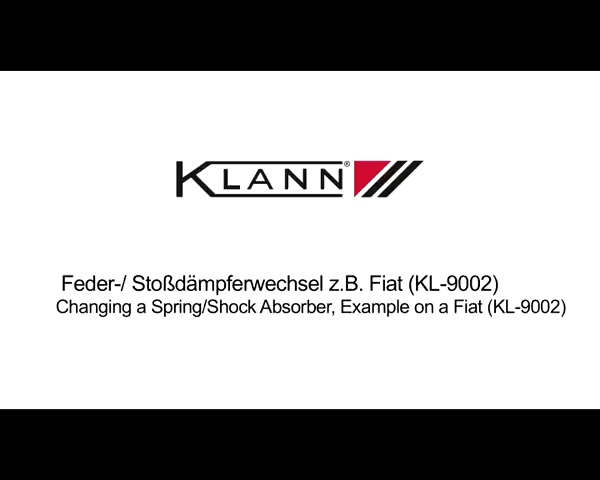 KLANN®
Feder-/ Stoßdämpferwechsel z.B. Fiat (KL-9002)
Changing a Spring/Shock Absorber, Example on a Fiat (KL-9002)